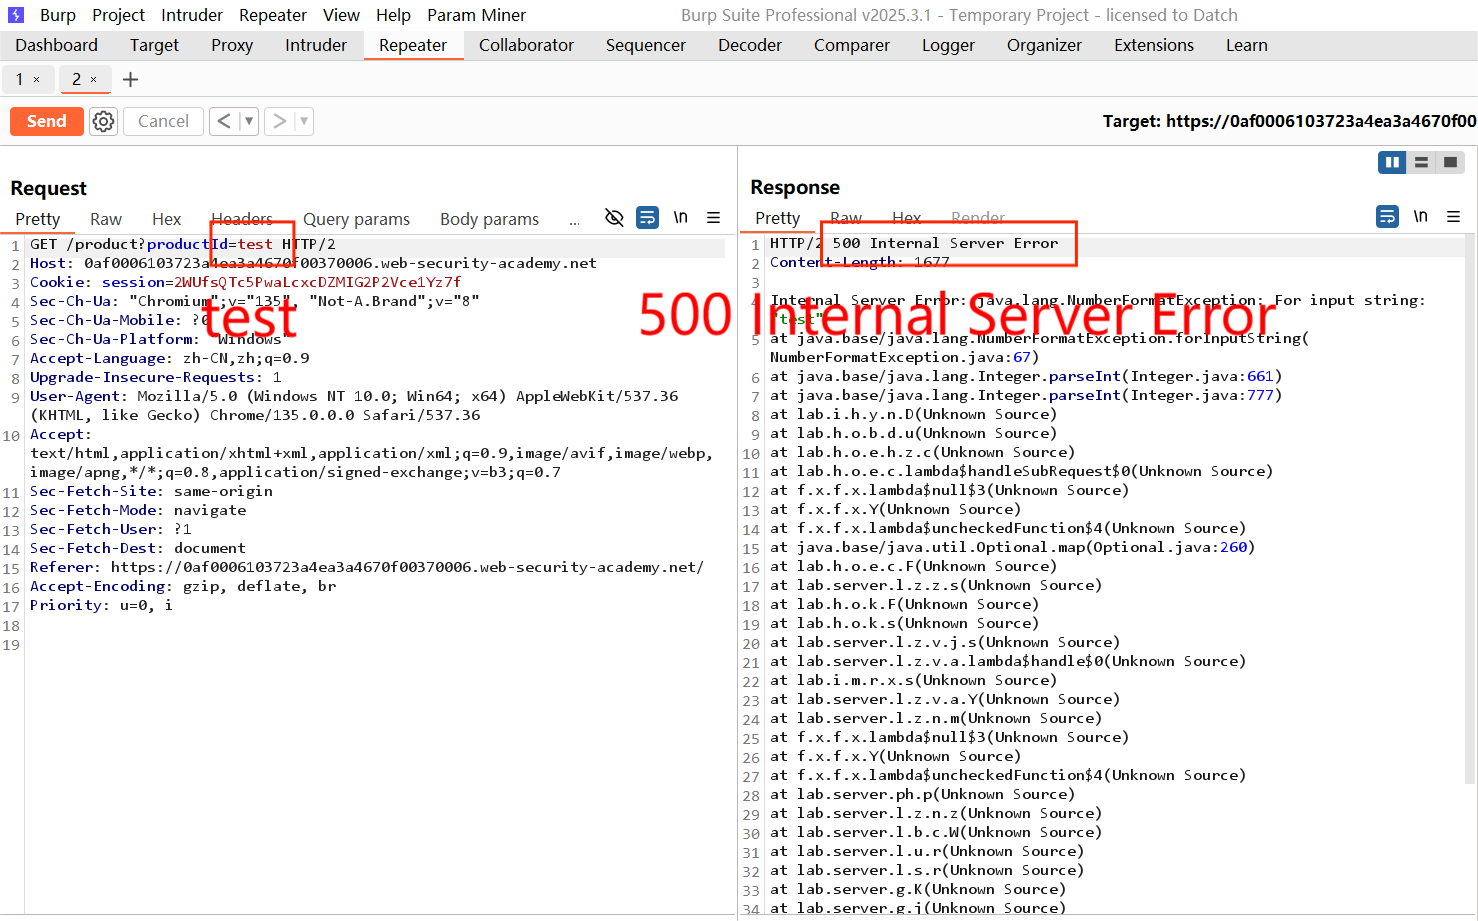 Burp Project Intruder Repeater View Help Param Miner Burp Suite Professional v2025.3.1 - Temporary Project - licensed to Datch
Dashboard Target Proxy Intruder Repeater Collaborator Sequencer Decoder Comparer Logger Organizer Extensions Learn
1 × 2 × +
Send Cancel < > Target: https://0af0006103723a4ea3a4670f00
Request
Pretty Raw Hex Headers Query params Body params ... \n
1 GET /product?productId=test HTTP/2
2 Host: 0af0006103723a4ea3a4670f00370006.web-security-academy.net
3 Cookie: session=2WUfsQTc5PwaLcxcDZMIG2P2Vce1Yz7f
4 Sec-Ch-Ua: "Chromium";v="135", "Not-A.Brand";v="8"
5 Sec-Ch-Ua-Mobile: ?0
test
6 Sec-Ch-Ua-Platform: "Windows"
7 Accept-Language: zh-CN,zh;q=0.9
8 Upgrade-Insecure-Requests: 1
9 User-Agent: Mozilla/5.0 (Windows NT 10.0; Win64; x64) AppleWebKit/537.36
(KHTML, like Gecko) Chrome/135.0.0.0 Safari/537.36
10 Accept:
text/html,application/xhtml+xml,application/xml;q=0.9,image/avif,image/webp,
image/apng,*/*;q=0.8,application/signed-exchange;v=b3;q=0.7
11 Sec-Fetch-Site: same-origin
12 Sec-Fetch-Mode: navigate
13 Sec-Fetch-User: ?1
14 Sec-Fetch-Dest: document
15 Referer: https://0af0006103723a4ea3a4670f00370006.web-security-academy.net/
16 Accept-Encoding: gzip, deflate, br
17 Priority: u=0, i
18
19
Response
Pretty Raw Hex Render \n
1 HTTP/2 500 Internal Server Error
2 Content-Length: 1677
3
4 Internal Server Error: java.lang.NumberFormatException: For input string:
"test"
500 Internal Server Error
5 at java.base/java.lang.NumberFormatException.forInputString(
NumberFormatException.java:67)
6 at java.base/java.lang.Integer.parseInt(Integer.java:661)
7 at java.base/java.lang.Integer.parseInt(Integer.java:777)
8 at lab.i.h.y.n.D(Unknown Source)
9 at lab.h.o.b.d.u(Unknown Source)
10 at lab.h.o.e.h.z.c(Unknown Source)
11 at lab.h.o.e.c.lambda$handleSubRequest$0(Unknown Source)
12 at f.x.f.x.lambda$null$3(Unknown Source)
13 at f.x.f.x.Y(Unknown Source)
14 at f.x.f.x.lambda$uncheckedFunction$4(Unknown Source)
15 at java.base/java.util.Optional.map(Optional.java:260)
16 at lab.h.o.e.c.F(Unknown Source)
17 at lab.server.l.z.z.s(Unknown Source)
18 at lab.h.o.k.F(Unknown Source)
19 at lab.h.o.k.s(Unknown Source)
20 at lab.server.l.z.v.j.s(Unknown Source)
21 at lab.server.l.z.v.a.lambda$handle$0(Unknown Source)
22 at lab.i.m.r.x.s(Unknown Source)
23 at lab.server.l.z.v.a.Y(Unknown Source)
24 at lab.server.l.z.n.m(Unknown Source)
25 at f.x.f.x.lambda$null$3(Unknown Source)
26 at f.x.f.x.Y(Unknown Source)
27 at f.x.f.x.lambda$uncheckedFunction$4(Unknown Source)
28 at lab.server.ph.p(Unknown Source)
29 at lab.server.l.z.n.z(Unknown Source)
30 at lab.server.l.b.c.W(Unknown Source)
31 at lab.server.l.u.r(Unknown Source)
32 at lab.server.l.s.r(Unknown Source)
33 at lab.server.g.K(Unknown Source)
34 at lab.server.g.j(Unknown Source)